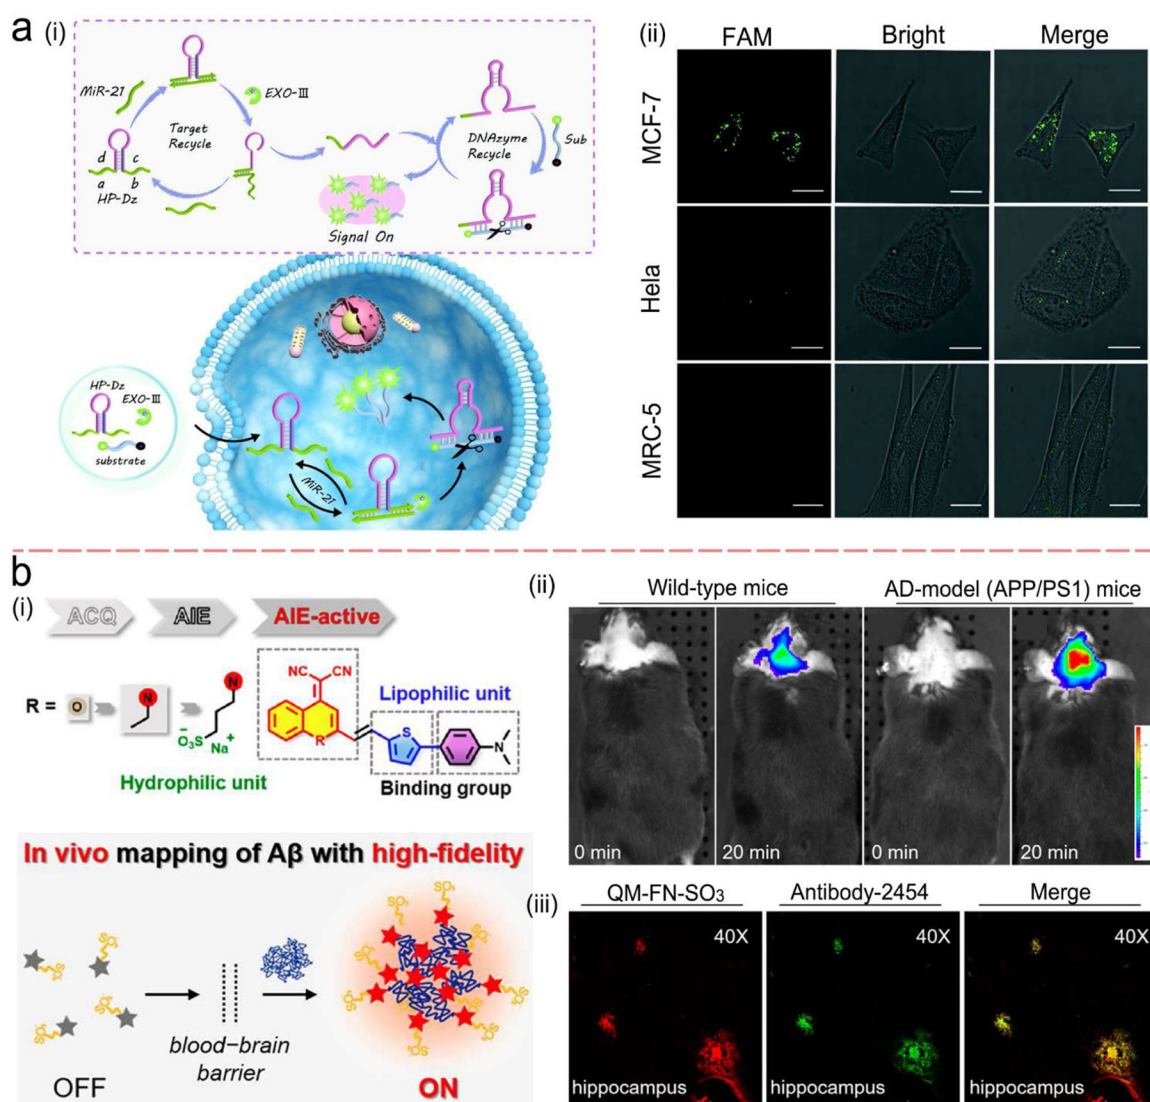 a (i)
MiR-21
EXO-III
Target
Recycle
d c
a b
HP-Dz
DNAzyme
Recycle
Sub
Signal On
HP-Dz
EXO-III
substrate
MiR-21
(ii)
FAM Bright Merge
MCF-7
Hela
MRC-5
b
(i)
ACQ AIE AIE-active
R = O N N
O₃S⁻ Na⁺
Hydrophilic unit
NC CN
R
S
N
Lipophilic unit
Binding group
In vivo mapping of Aβ with high-fidelity
SO₃⁻
SO₃⁻
SO₃⁻
SO₃⁻
blood–brain
barrier
OFF
ON
(ii)
Wild-type mice AD-model (APP/PS1) mice
0 min 20 min 0 min 20 min
(iii)
QM-FN-SO₃ Antibody-2454 Merge
40X 40X 40X
hippocampus hippocampus hippocampus